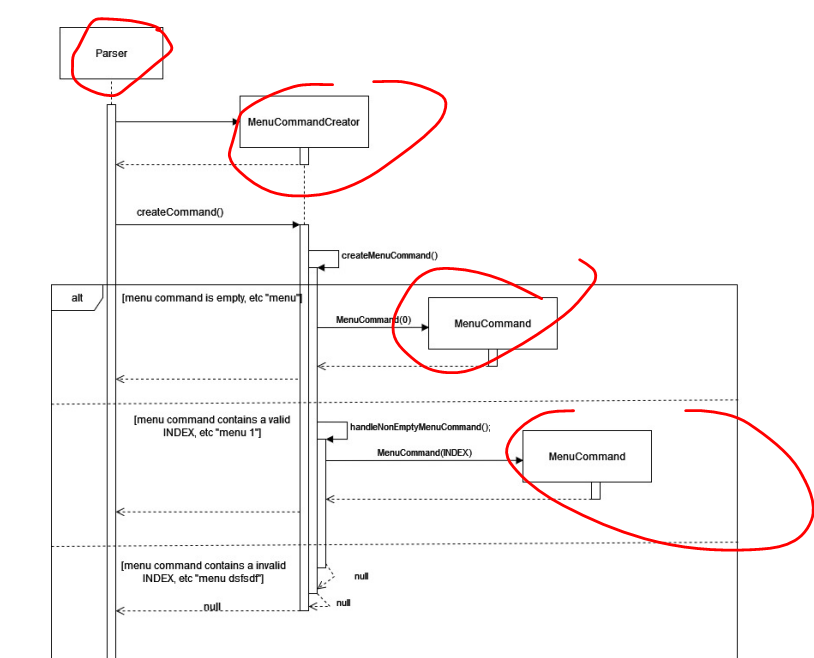 Parser
MenuCommandCreator
createCommand()
createMenuCommand()
alt
[menu command is empty, etc "menu"]
MenuCommand(0)
MenuCommand
[menu command contains a valid
INDEX, etc "menu 1"]
handleNonEmptyMenuCommand();
MenuCommand(INDEX)
MenuCommand
[menu command contains a invalid
INDEX, etc "menu dsfsdf"]
null
null
null